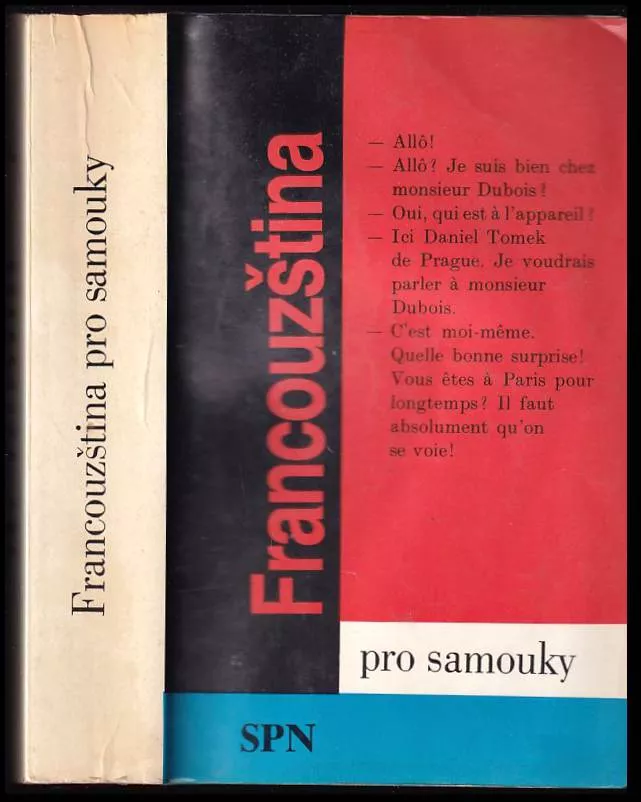 Francouzština pro samouky
Francouzština
— Allô!
— Allô? Je suis bien chez
monsieur Dubois?
— Oui, qui est à l'appareil?
— Ici Daniel Tomek
de Prague. Je voudrais
parler à monsieur
Dubois.
— C'est moi-même.
Quelle bonne surprise!
Vous êtes à Paris pour
longtemps? Il faut
absolument qu'on
se voie!
pro samouky
SPN